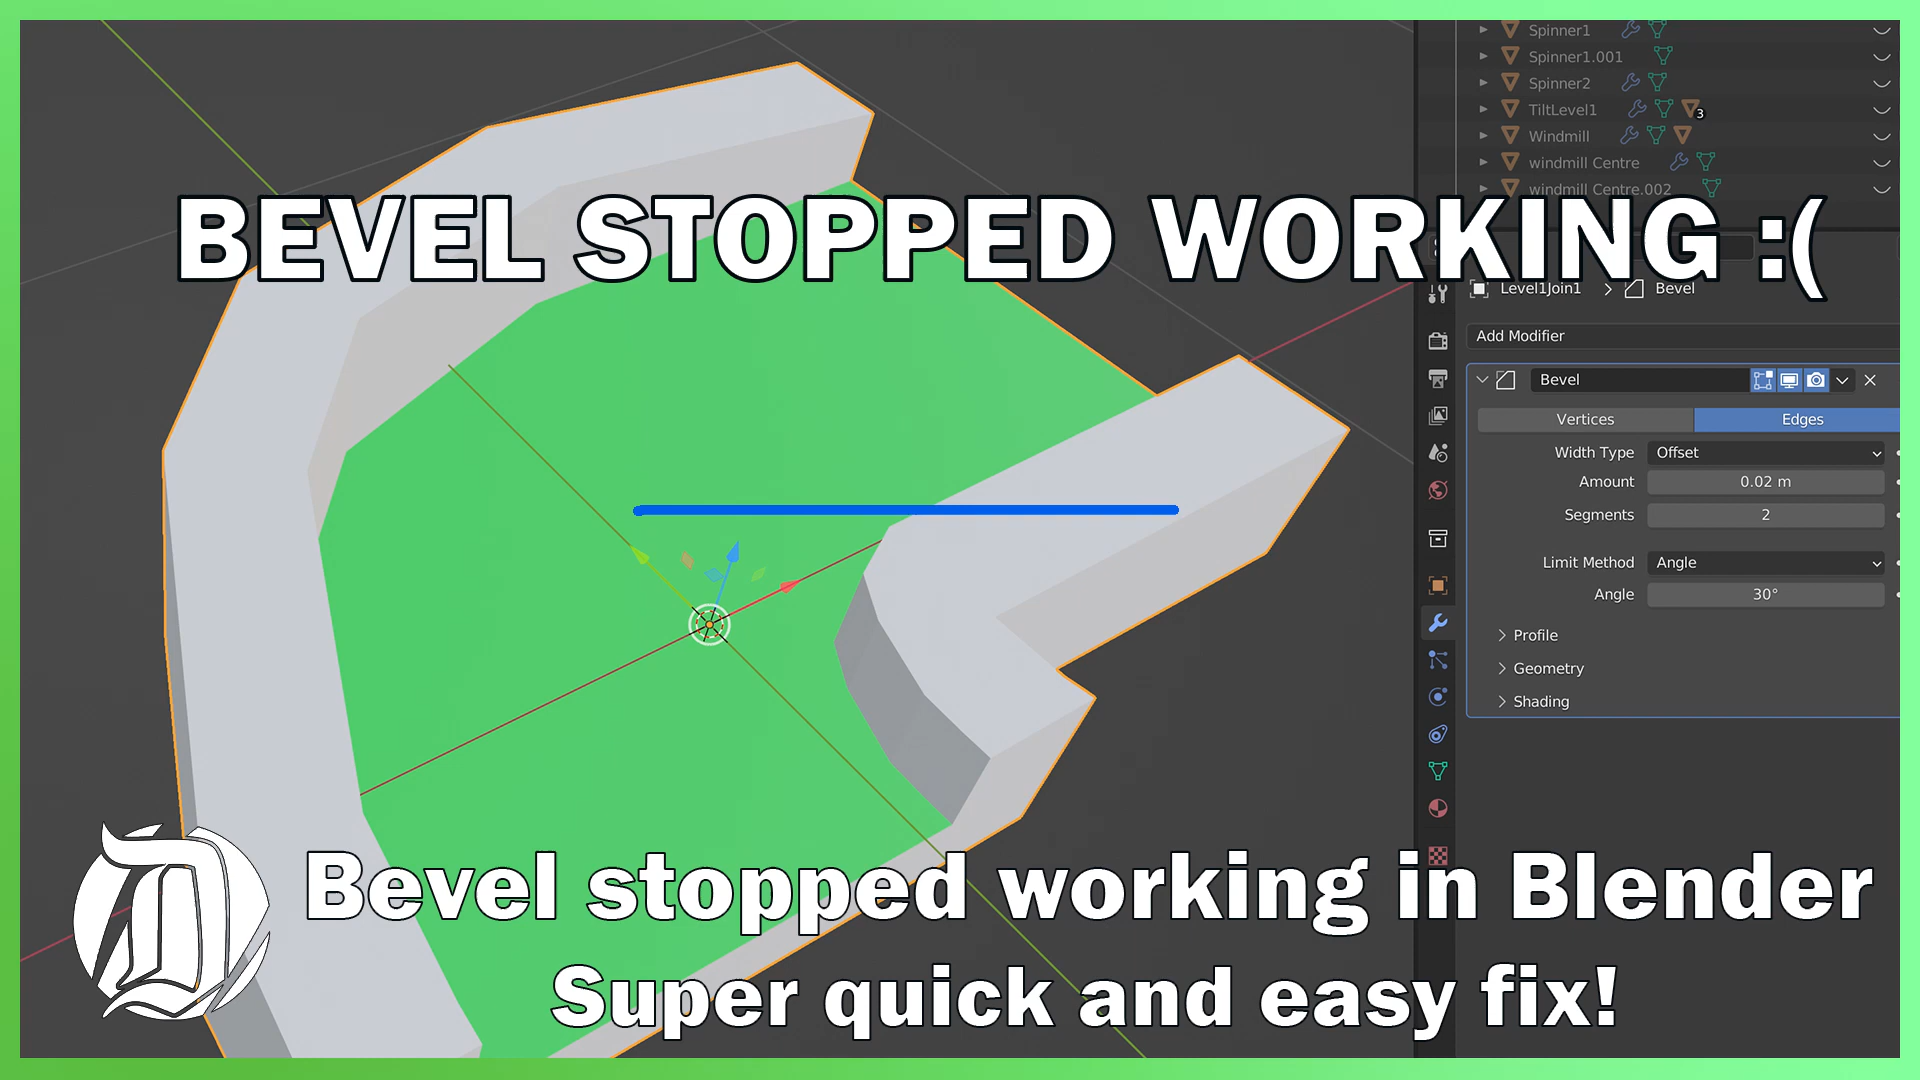 Spinner1
Spinner1.001
Spinner2
TiltLevel1 3
Windmill
windmill Centre
windmill Centre.002
BEVEL STOPPED WORKING :(
Level1Join1 > Bevel
Add Modifier
Bevel
Vertices Edges
Width Type Offset
Amount 0.02 m
Segments 2
Limit Method Angle
Angle 30°
Profile
Geometry
Shading
D
Bevel stopped working in Blender
Super quick and easy fix!